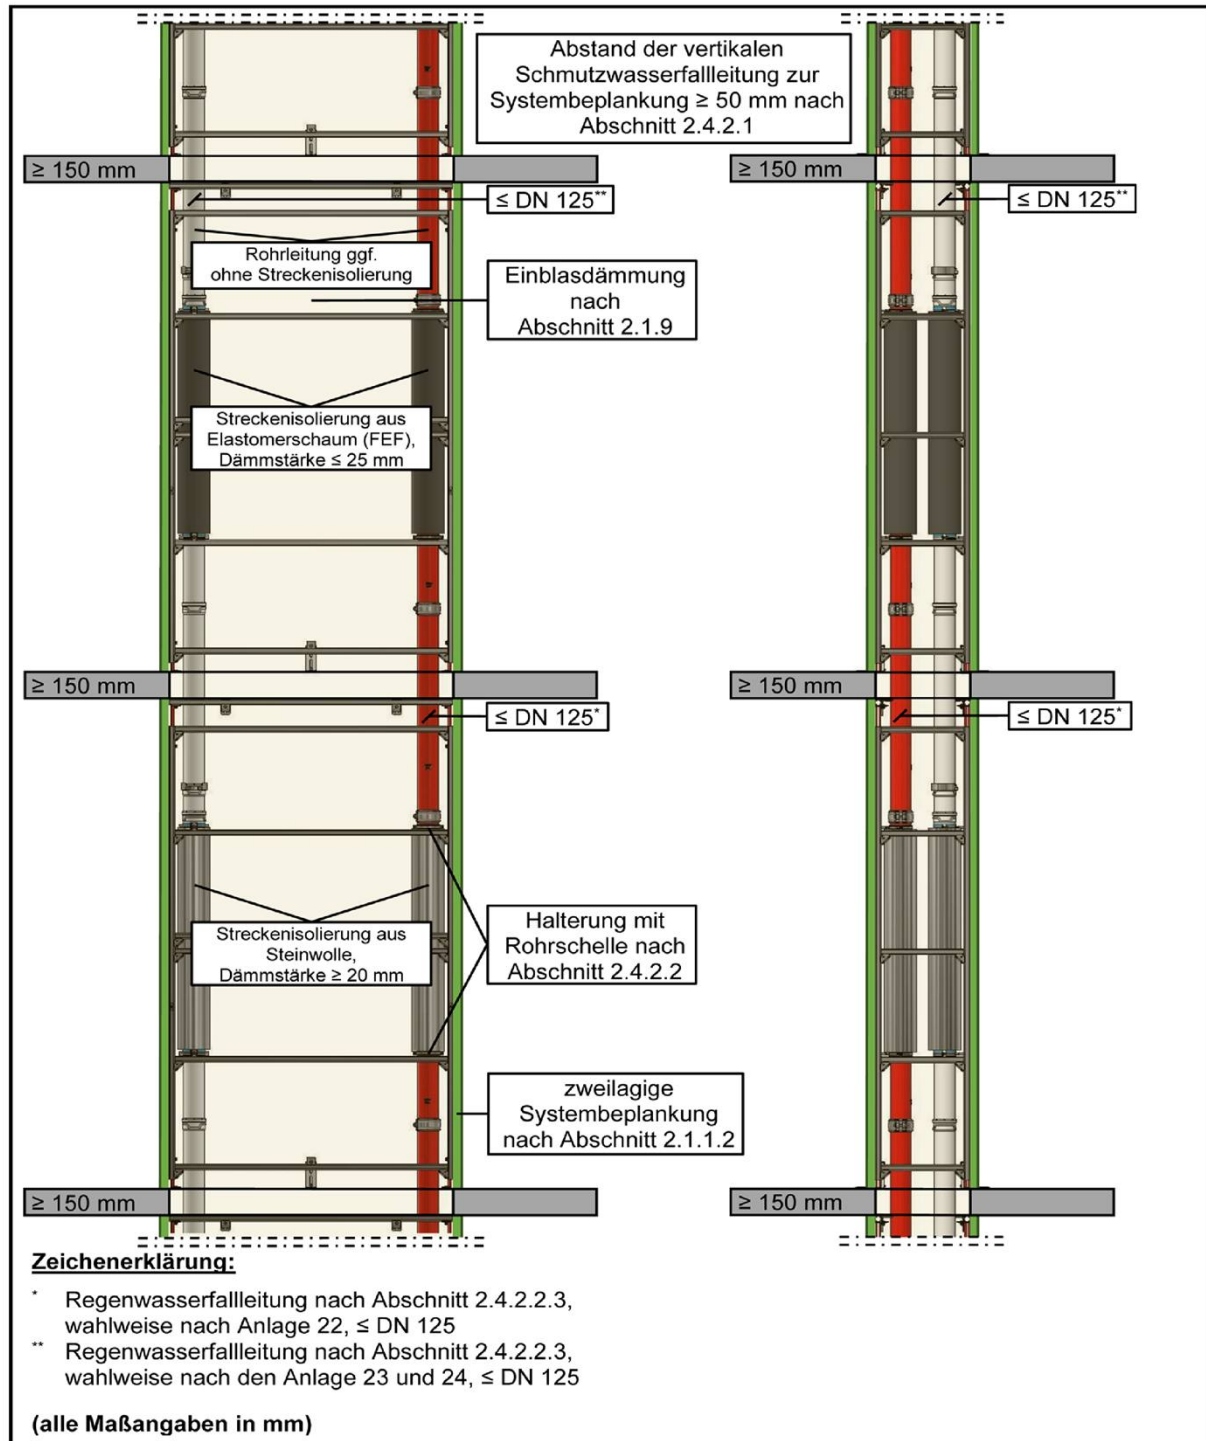 Abstand der vertikalen
Schmutzwasserfallleitung zur
Systembeplankung ≥ 50 mm nach
Abschnitt 2.4.2.1
≥ 150 mm
≥ 150 mm
≤ DN 125**
≤ DN 125**
Rohrleitung ggf.
ohne Streckenisolierung
Einblasdämmung
nach
Abschnitt 2.1.9
Streckenisolierung aus
Elastomerschaum (FEF),
Dämmstärke ≤ 25 mm
≥ 150 mm
≥ 150 mm
≤ DN 125*
≤ DN 125*
Streckenisolierung aus
Steinwolle,
Dämmstärke ≥ 20 mm
Halterung mit
Rohrschelle nach
Abschnitt 2.4.2.2
zweilagige
Systembeplankung
nach Abschnitt 2.1.1.2
≥ 150 mm
≥ 150 mm
Zeichenerklärung:
* Regenwasserfallleitung nach Abschnitt 2.4.2.2.3,
wahlweise nach Anlage 22, ≤ DN 125
** Regenwasserfallleitung nach Abschnitt 2.4.2.2.3,
wahlweise nach den Anlage 23 und 24, ≤ DN 125
(alle Maßangaben in mm)